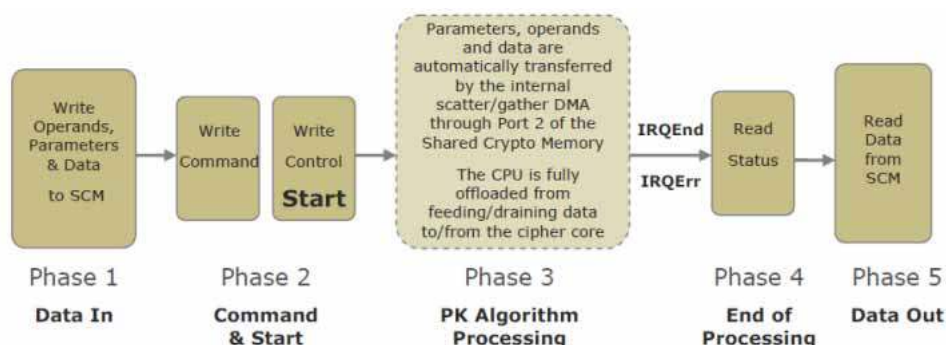 Write
Operands,
Parameters
& Data
to SCM
Write
Command
Write
Control
Start
Parameters, operands
and data are
automatically transferred
by the internal
scatter/gather DMA
through Port 2 of the
Shared Crypto Memory
The CPU is fully
offloaded from
feeding/draining data
to/from the cipher core
IRQEnd
IRQErr
Read
Status
Read
Data
from
SCM
Phase 1
Data In
Phase 2
Command
& Start
Phase 3
PK Algorithm
Processing
Phase 4
End of
Processing
Phase 5
Data Out